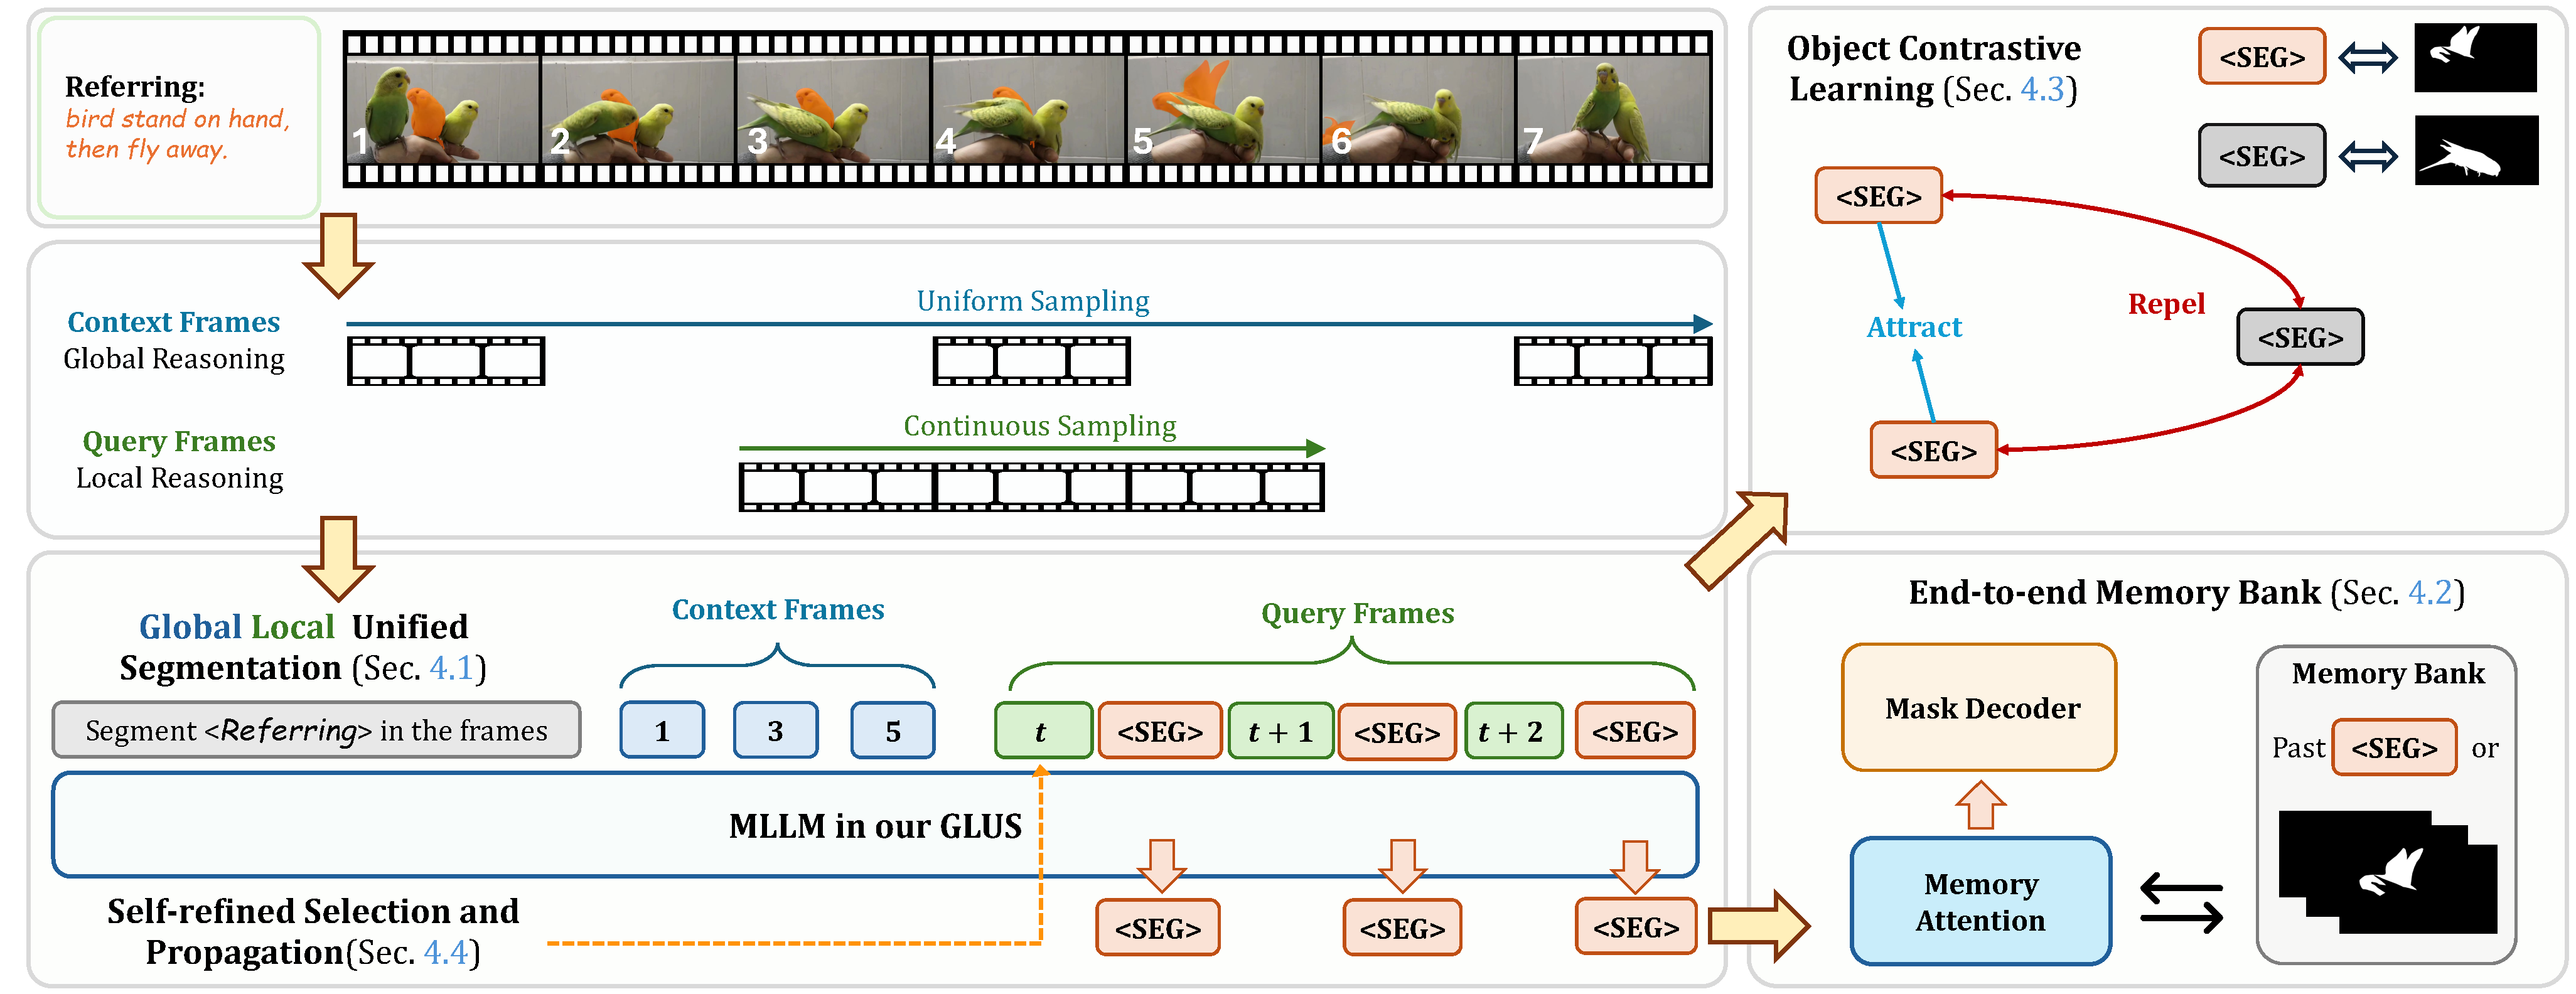 Referring:
bird stand on hand,
then fly away.
1 2 3 4 5 6 7
Context Frames
Global Reasoning
Uniform Sampling
Query Frames
Local Reasoning
Continuous Sampling
Global Local Unified
Segmentation (Sec. 4.1)
Context Frames
Query Frames
Segment <Referring> in the frames
1 3 5
t <SEG> t + 1 <SEG> t + 2 <SEG>
MLLM in our GLUS
Self-refined Selection and
Propagation(Sec. 4.4)
<SEG> <SEG> <SEG>
Object Contrastive
Learning (Sec. 4.3)
<SEG>
<SEG>
<SEG>
Attract
Repel
<SEG>
<SEG>
End-to-end Memory Bank (Sec. 4.2)
Mask Decoder
Memory
Attention
Memory Bank
Past <SEG> or